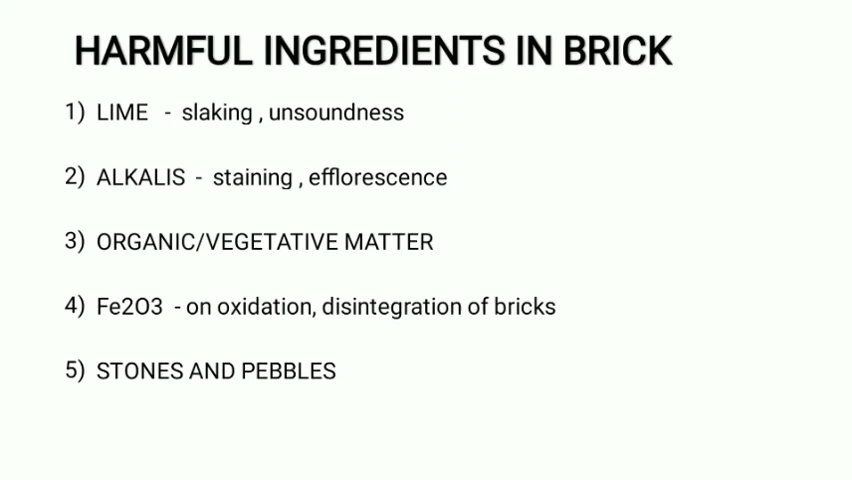 HARMFUL INGREDIENTS IN BRICK
1) LIME - slaking , unsoundness
2) ALKALIS - staining , efflorescence
3) ORGANIC/VEGETATIVE MATTER
4) Fe2O3 - on oxidation, disintegration of bricks
5) STONES AND PEBBLES